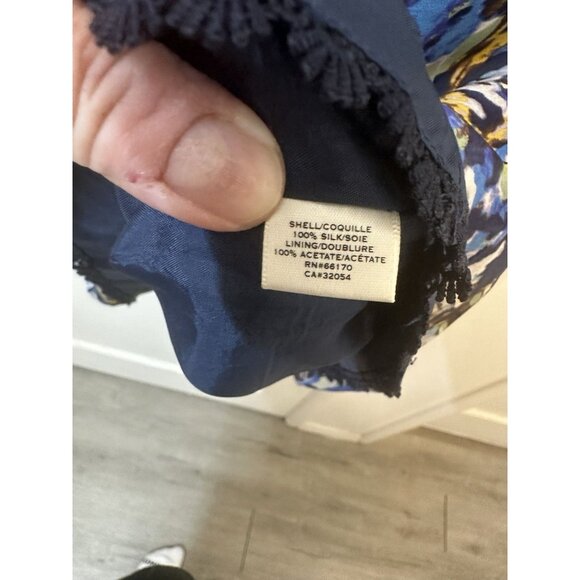 SHELL/COQUILLE
100% SILK/SOIE
LINING/DOUBLURE
100% ACETATE/ACÉTATE
RN#66170
CA#32054